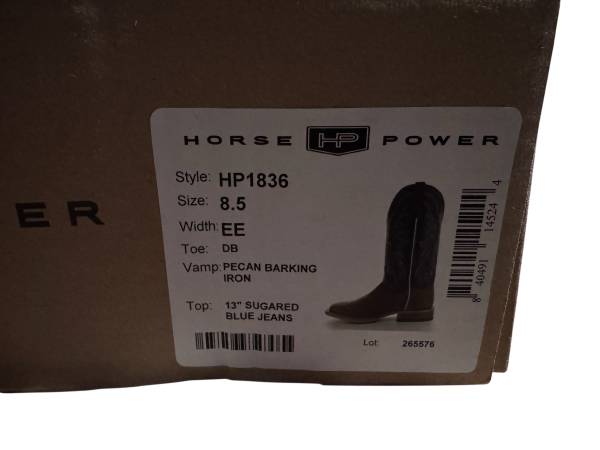 HORSE HP POWER
Style: HP1836
Size: 8.5
Width: EE
Toe: DB
Vamp: PECAN BARKING
IRON
Top: 13" SUGARED
BLUE JEANS
Lot: 265576
8 40491 14524 4
ER